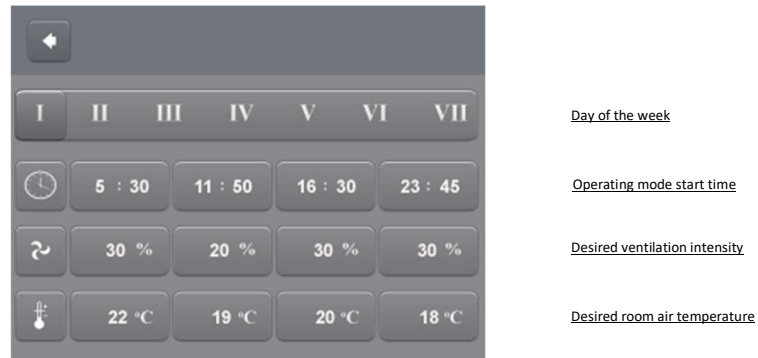 I II III IV V VI VII
Day of the week
5 : 30 11 : 50 16 : 30 23 : 45
Operating mode start time
30 % 20 % 30 % 30 %
Desired ventilation intensity
22 °C 19 °C 20 °C 18 °C
Desired room air temperature